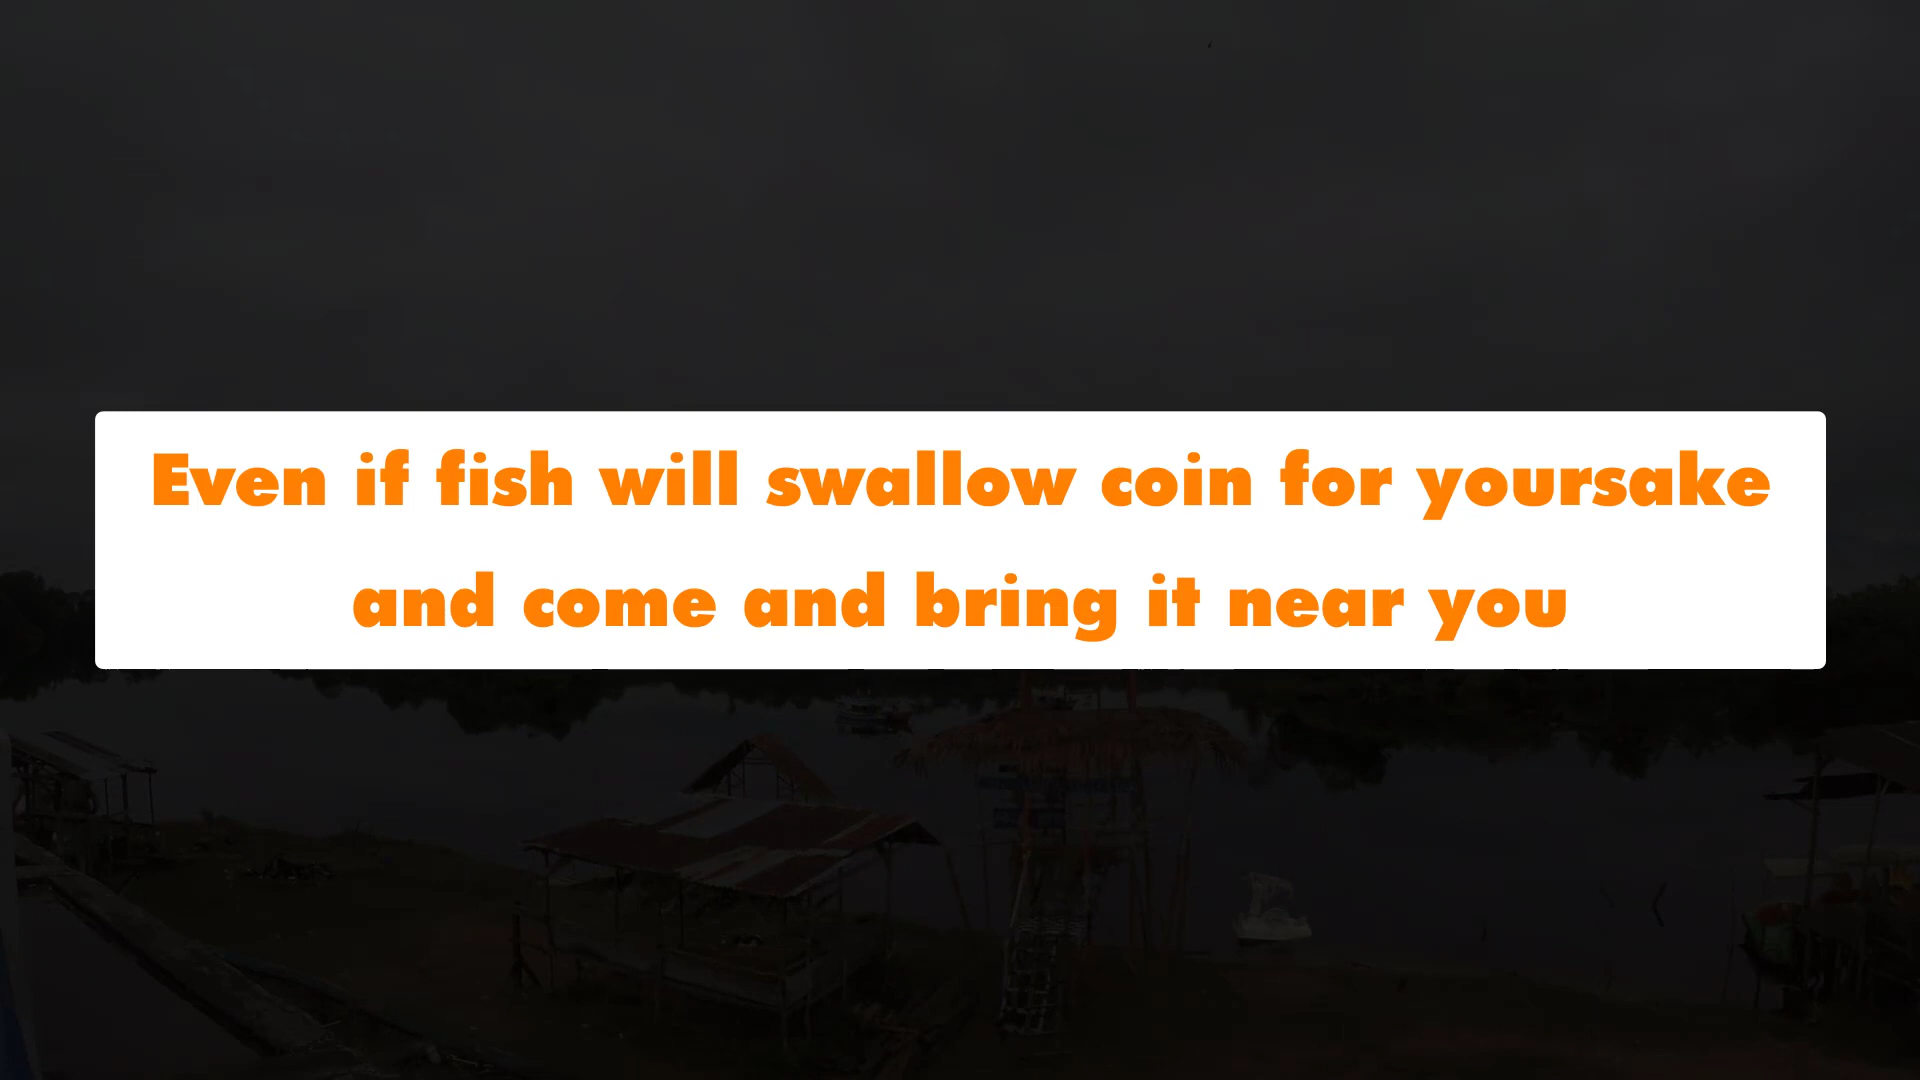 Even if fish will swallow coin for yoursake
and come and bring it near you